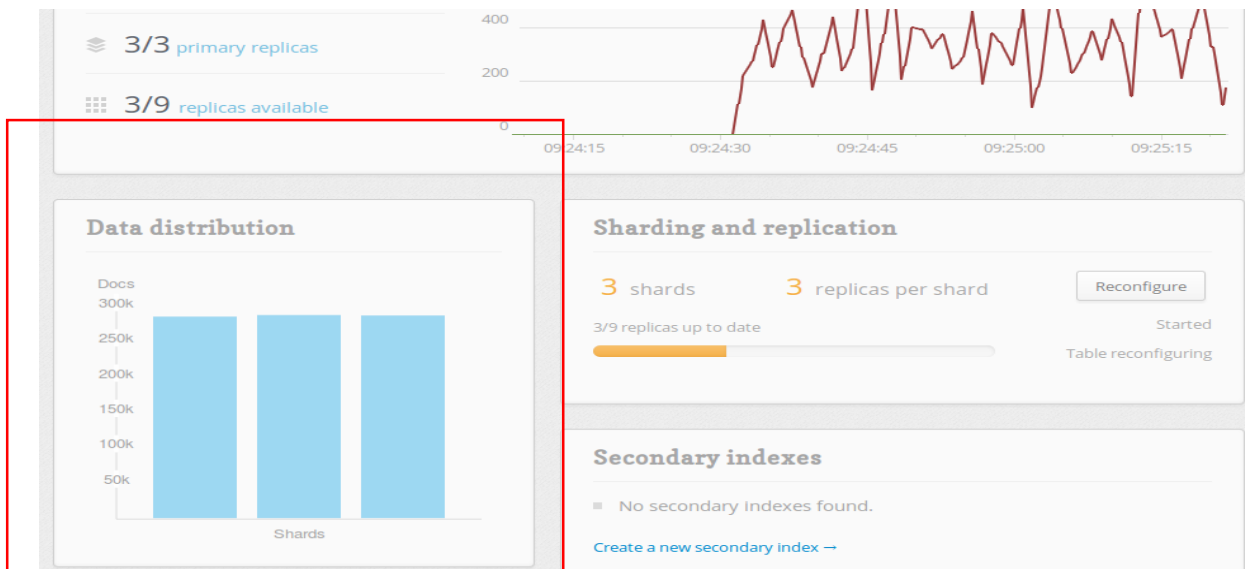 3/3 primary replicas
3/9 replicas available
400
200
0
09:24:15 09:24:30 09:24:45 09:25:00 09:25:15
Data distribution
Docs
300k
250k
200k
150k
100k
50k
Shards
Sharding and replication
3 shards 3 replicas per shard Reconfigure
3/9 replicas up to date Started
Table reconfiguring
Secondary indexes
No secondary indexes found.
Create a new secondary index →